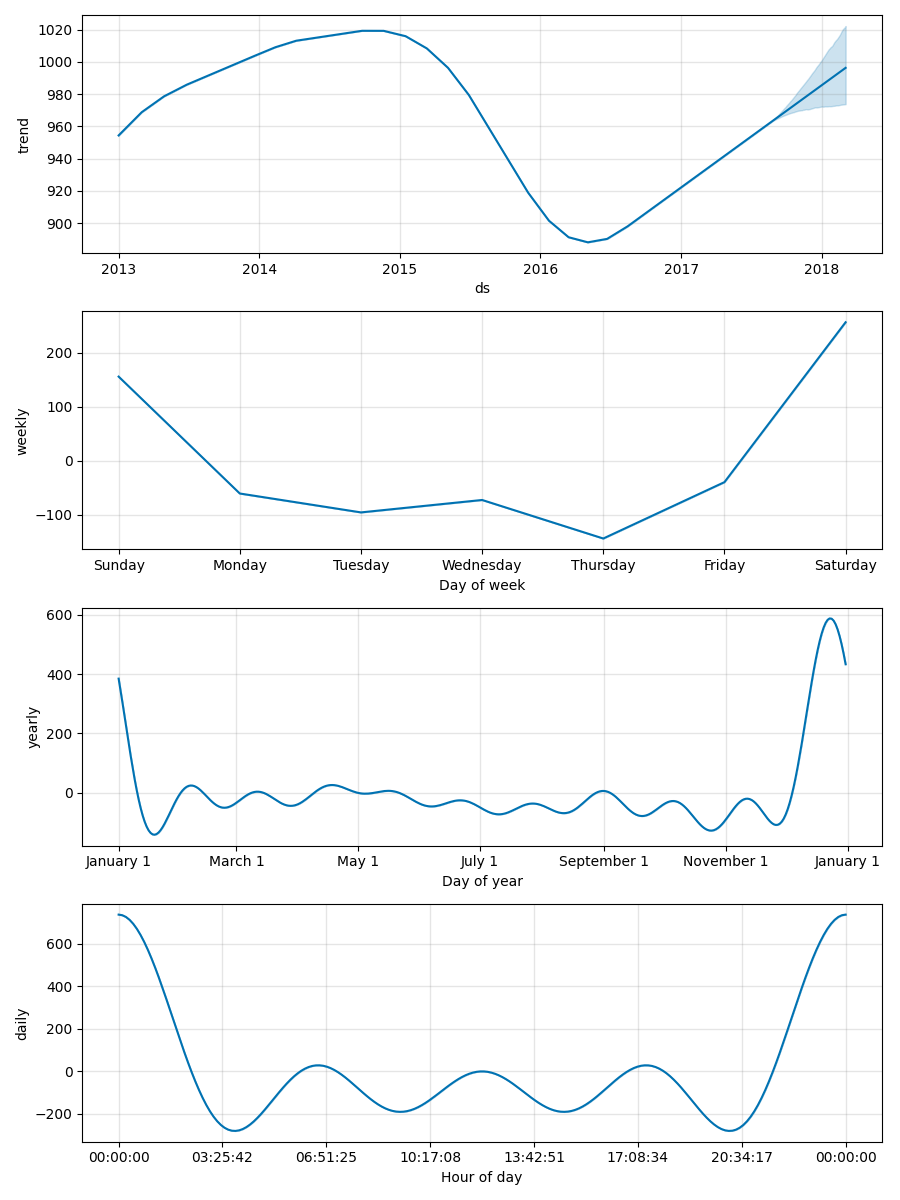 trend
1020
1000
980
960
940
920
900
2013 2014 2015 2016 2017 2018
ds
weekly
200
100
0
−100
Sunday Monday Tuesday Wednesday Thursday Friday Saturday
Day of week
yearly
600
400
200
0
January 1 March 1 May 1 July 1 September 1 November 1 January 1
Day of year
daily
600
400
200
0
−200
00:00:00 03:25:42 06:51:25 10:17:08 13:42:51 17:08:34 20:34:17 00:00:00
Hour of day